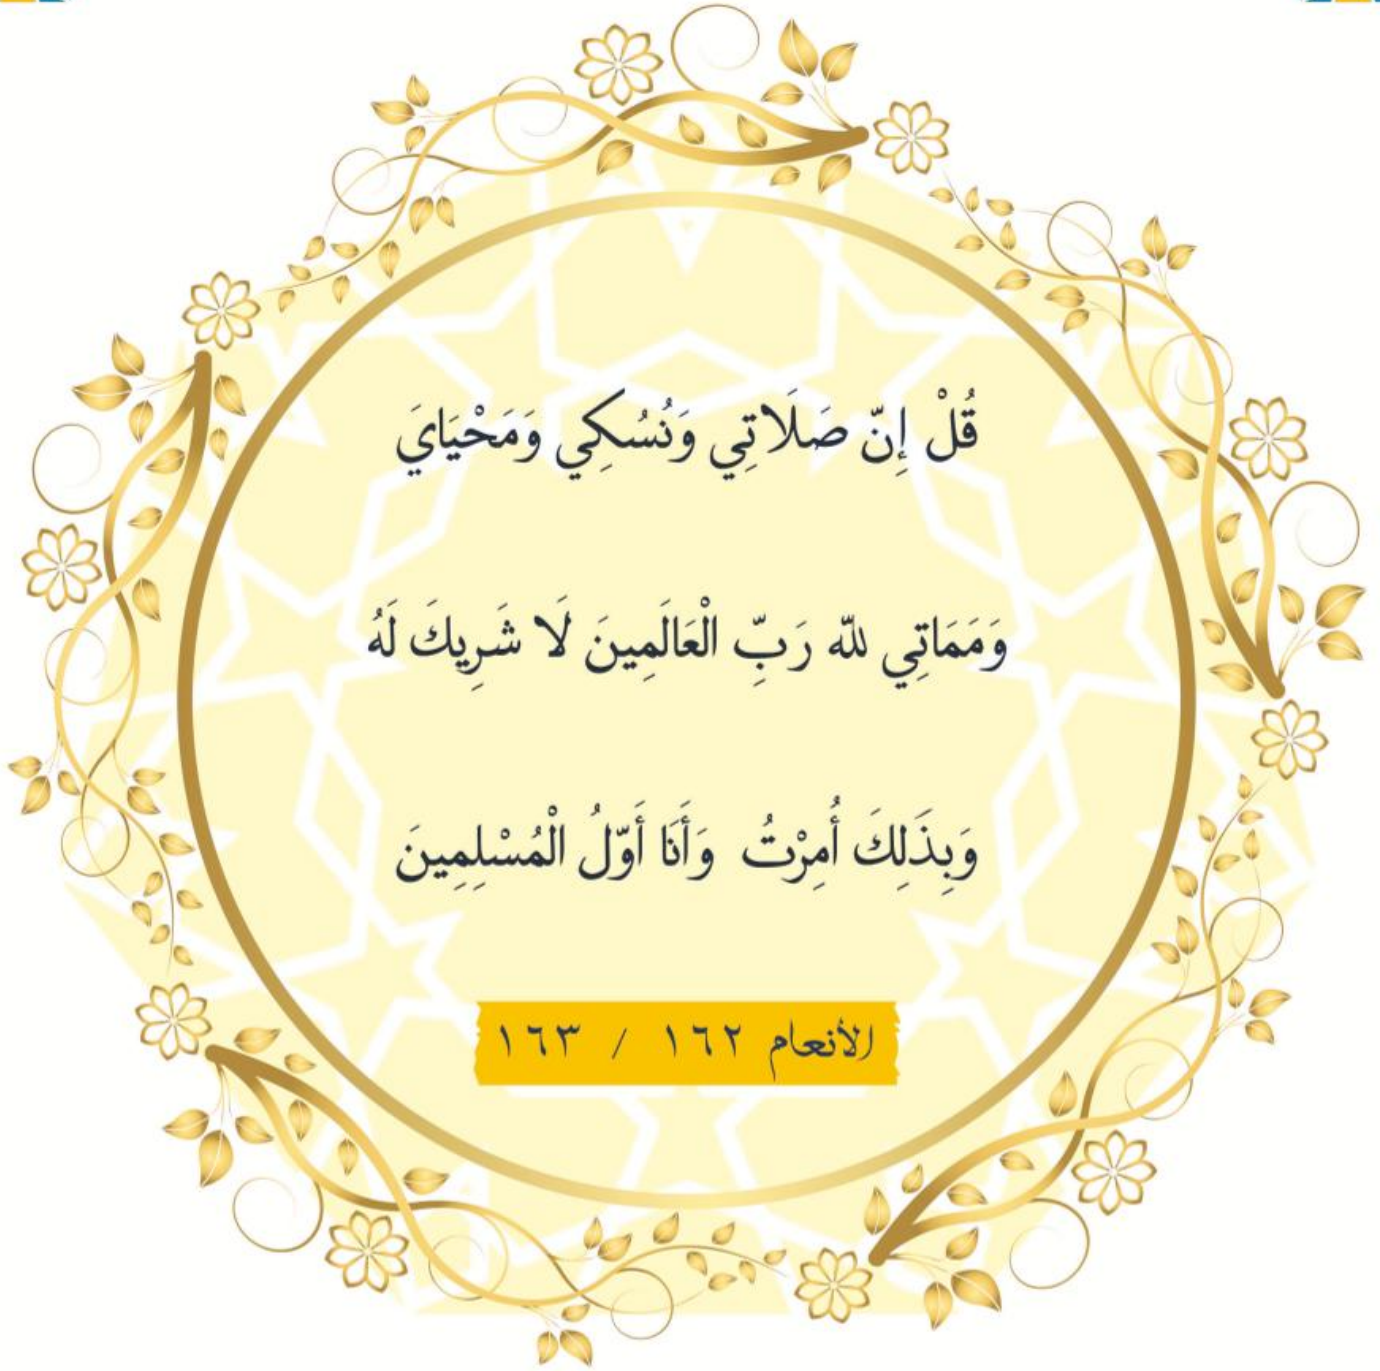 قُلْ إِنّ صَلَاتِي وَنُسُكِي وَمَحْيَايَ
وَمَمَاتِي لله رَبِّ الْعَالَمِينَ لَا شَرِيكَ لَهُ
وَبِذَلِكَ أُمِرْتُ وَأَنَا أَوّلُ الْمُسْلِمِينَ
الأنعام ١٦٢ / ١٦٣